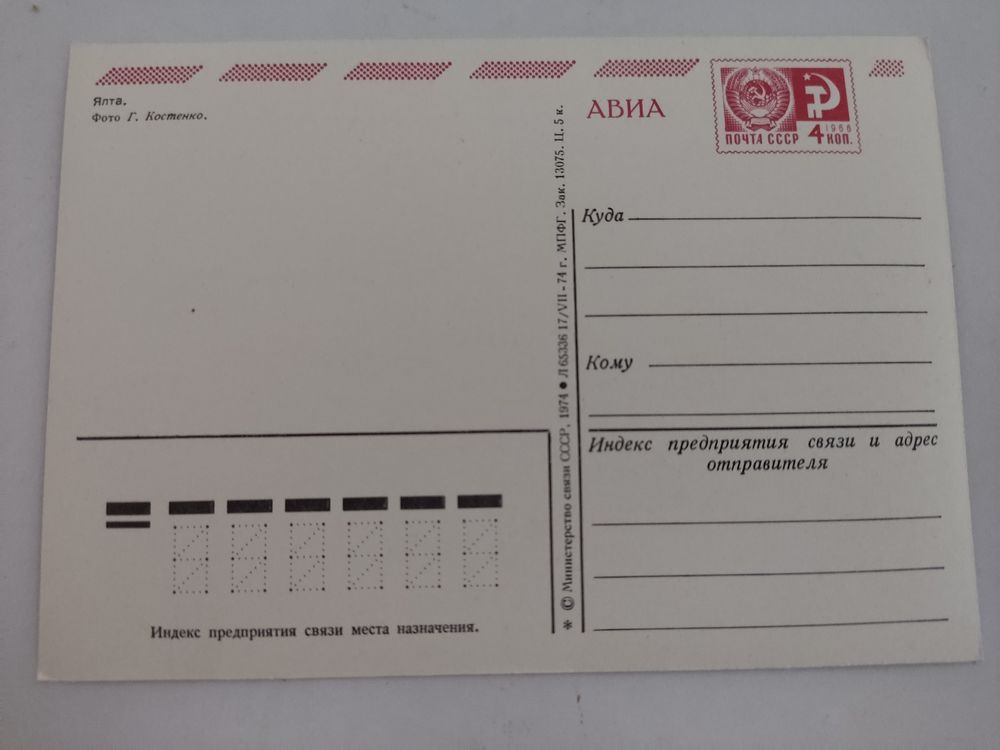 Ялта.
Фото Г. Костенко.
АВИА
ПОЧТА СССР
1966
4 КОП.
Куда
Кому
Индекс предприятия связи и адрес
отправителя
* © Министерство связи СССР, 1974 ● Л 65336 17/VII - 74 г. МПФГ. Зак. 13075. Ц. 5 к.
Индекс предприятия связи места назначения.